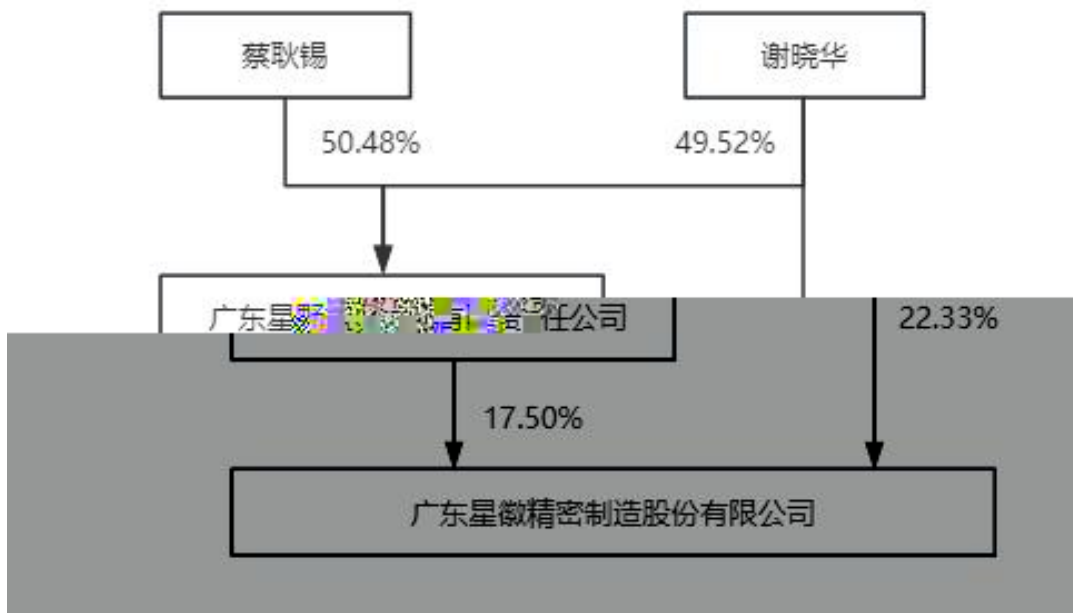 蔡耿锡
谢晓华
50.48%
49.52%
广东星野 任公司
22.33%
17.50%
广东星徽精密制造股份有限公司